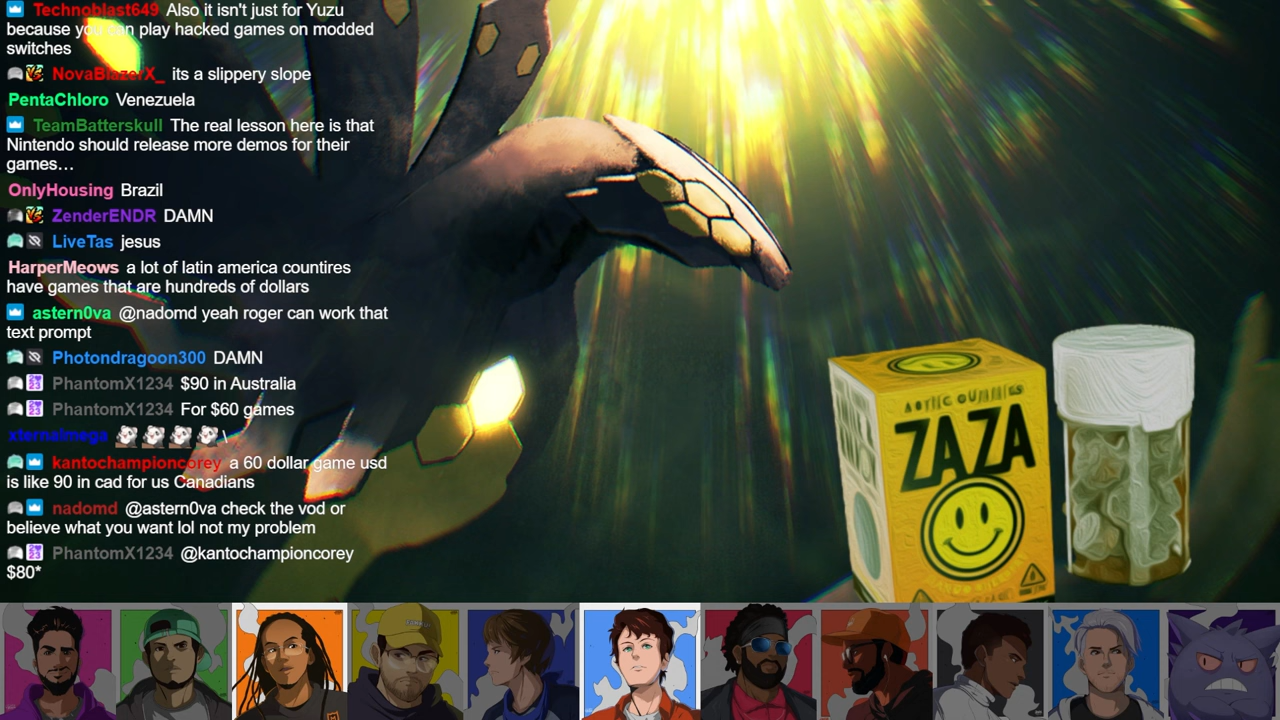 Technoblast649 Also it isn't just for Yuzu
because you can play hacked games on modded
switches
NovaBlazerX_ its a slippery slope
PentaChloro Venezuela
TeamBatterskull The real lesson here is that
Nintendo should release more demos for their
games…
OnlyHousing Brazil
ZenderENDR DAMN
LiveTas jesus
HarperMeows a lot of latin america countires
have games that are hundreds of dollars
astern0va @nadomd yeah roger can work that
text prompt
Photondragoon300 DAMN
PhantomX1234 $90 in Australia
PhantomX1234 For $60 games
xternalmega \
kantochampioncorey a 60 dollar game usd
is like 90 in cad for us Canadians
nadomd @astern0va check the vod or
believe what you want lol not my problem
PhantomX1234 @kantochampioncorey
$80*
ZAZA